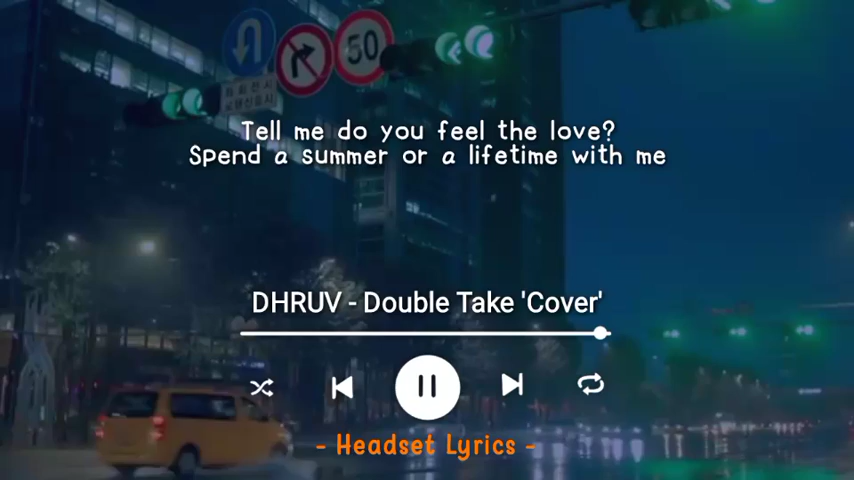 50
Tell me do you feel the love?
Spend a summer or a lifetime with me
DHRUV - Double Take 'Cover'
- Headset Lyrics -